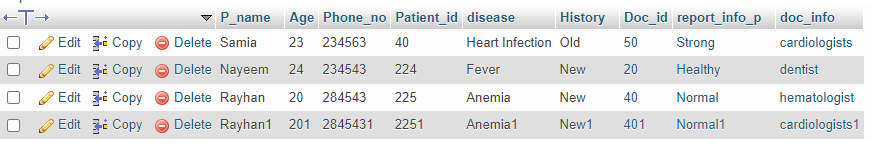 P_name Age Phone_no Patient_id disease History Doc_id report_info_p doc_info
Edit Copy Delete Samia 23 234563 40 Heart Infection Old 50 Strong cardiologists
Edit Copy Delete Nayeem 24 234543 224 Fever New 20 Healthy dentist
Edit Copy Delete Rayhan 20 284543 225 Anemia New 40 Normal hematologist
Edit Copy Delete Rayhan1 201 2845431 2251 Anemia1 New1 401 Normal1 cardiologists1